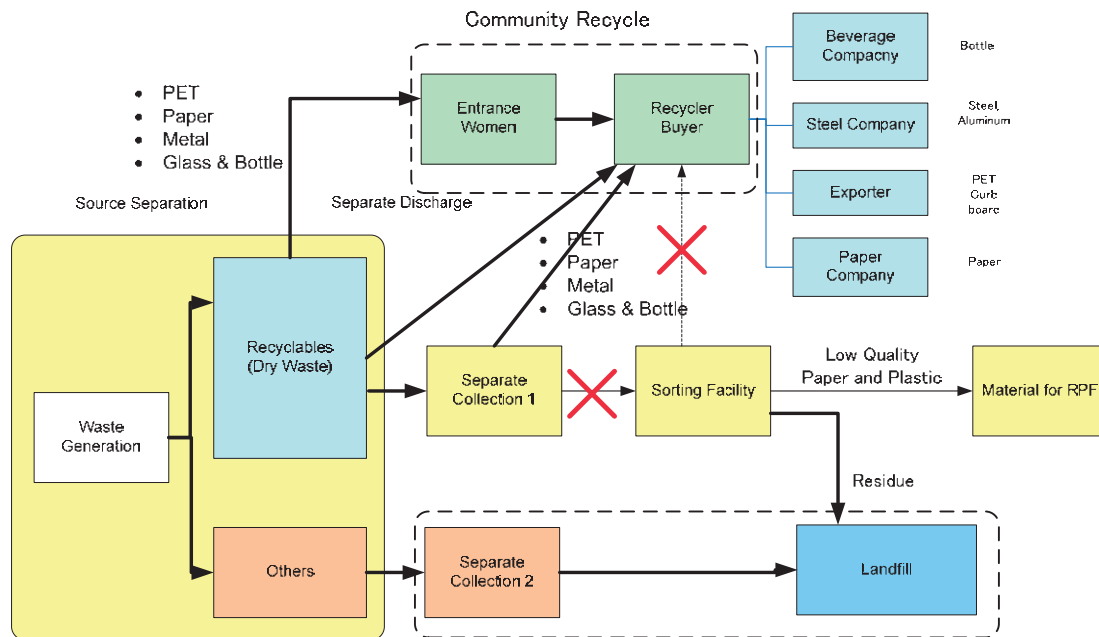 Community Recycle
• PET
• Paper
• Metal
• Glass & Bottle
Source Separation
Separate Discharge
Entrance
Women
Recycler
Buyer
Beverage
Compacny
Bottle
Steel Company
Steel,
Aluminum
Exporter
PET
Curb
board
Paper
Company
Paper
• PET
• Paper
• Metal
• Glass & Bottle
Waste
Generation
Recyclables
(Dry Waste)
Separate
Collection 1
Sorting Facility
Low Quality
Paper and Plastic
Material for RPF
Residue
Others
Separate
Collection 2
Landfill